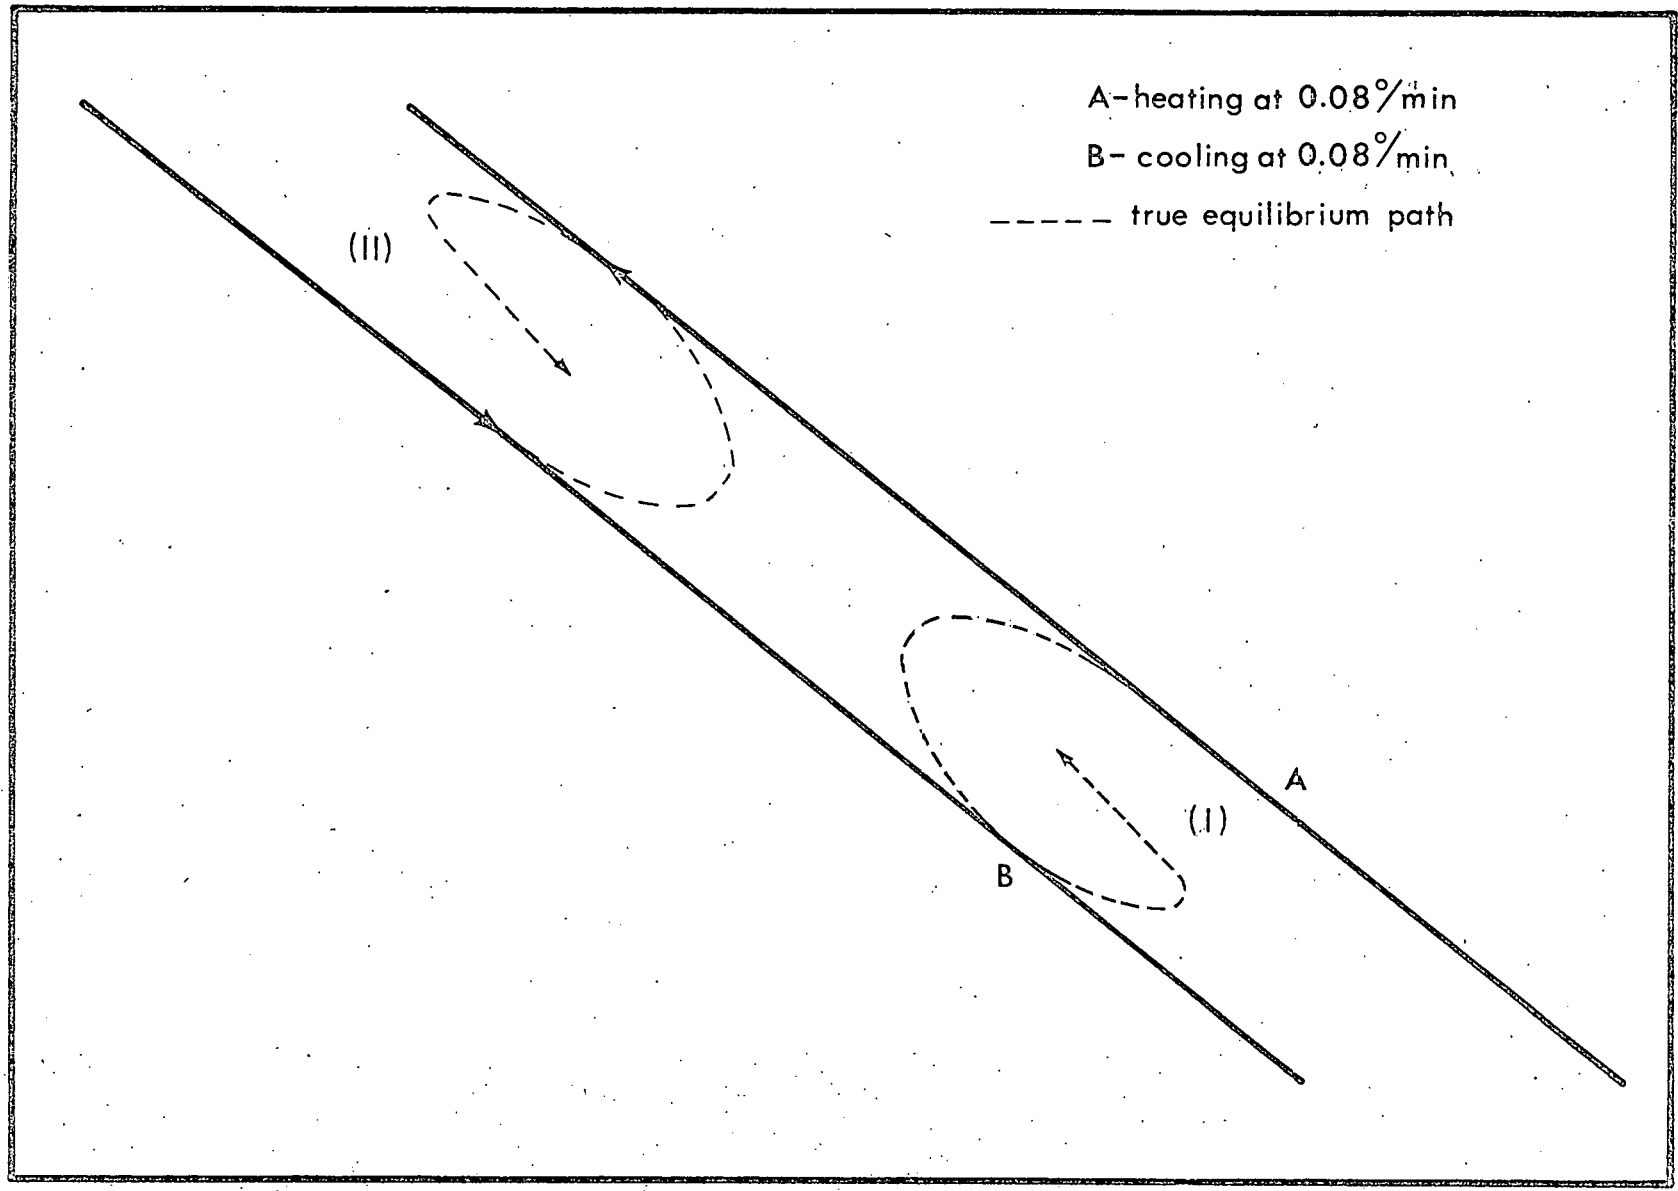 A-heating at 0.08°/min
B- cooling at 0.08°/min
----- true equilibrium path
(II)
A
(I)
B